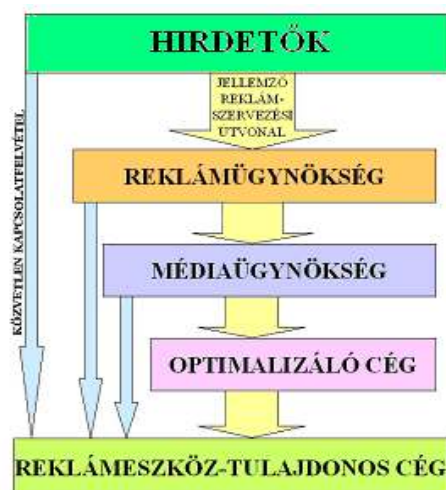 HIRDETŐK
JELLEMZŐ
REKLÁM-
SZERVEZÉSI
ÚTVONAL
KÖZVETLEN KAPCSOLATFELVÉTEL
REKLÁMÜGYNÖKSÉG
MÉDIAÜGYNÖKSÉG
OPTIMALIZÁLÓ CÉG
REKLÁMESZKÖZ-TULAJDONOS CÉG